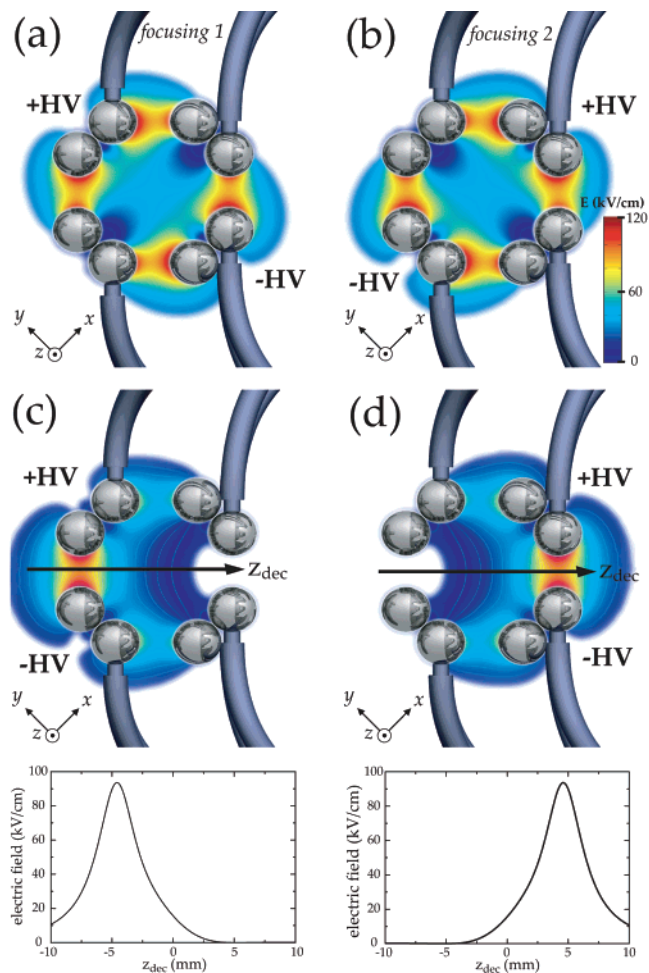 (a) focusing 1
+HV
-HV
y x
z
(b) focusing 2
+HV
-HV
E (kV/cm)
120
60
0
y x
z
(c)
+HV
z_dec
-HV
y x
z
(d)
+HV
z_dec
-HV
y x
z
100
80
60
40
20
0
electric field (kV/cm)
-10 -5 0 5 10
z_dec (mm)
100
80
60
40
20
0
electric field (kV/cm)
-10 -5 0 5 10
z_dec (mm)